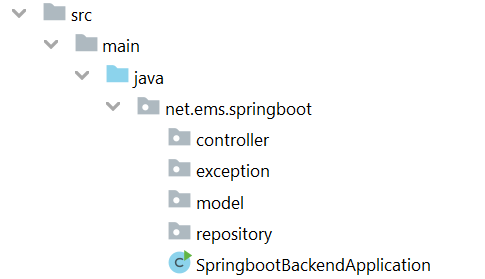 src
main
java
net.ems.springboot
controller
exception
model
repository
C SpringbootBackendApplication